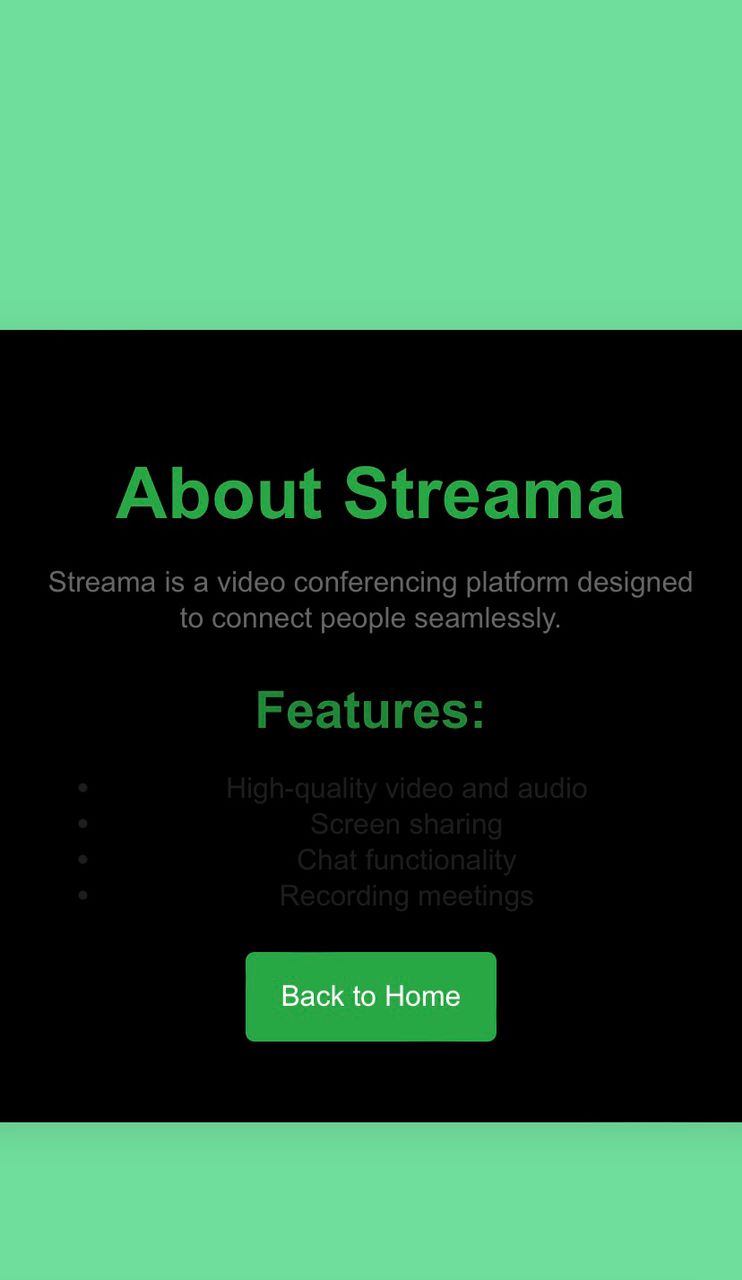 About Streama
Streama is a video conferencing platform designed
to connect people seamlessly.
Features:
• High-quality video and audio
• Screen sharing
• Chat functionality
• Recording meetings
Back to Home